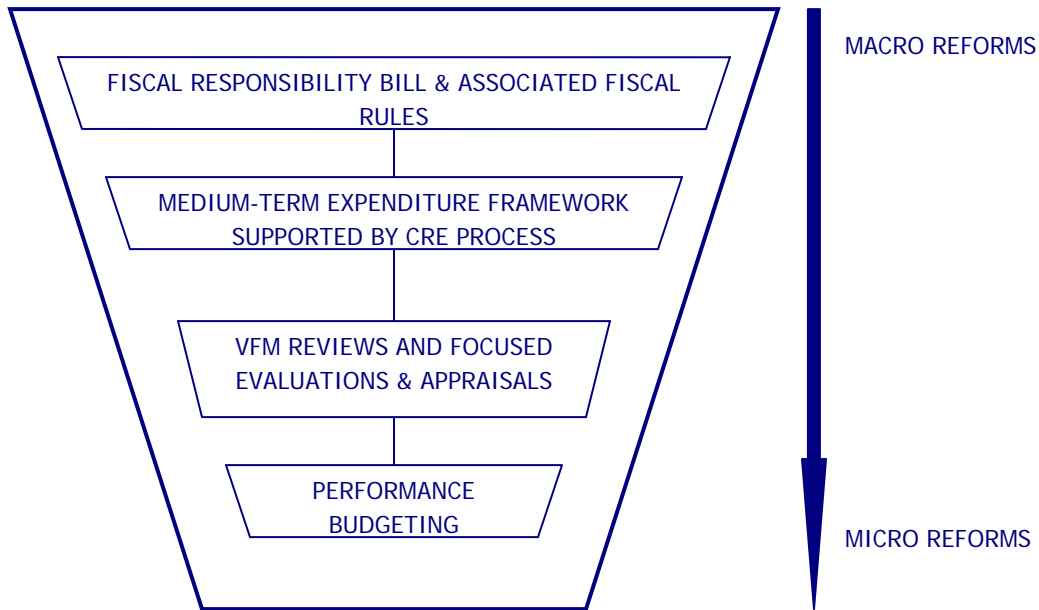 MACRO REFORMS
FISCAL RESPONSIBILITY BILL & ASSOCIATED FISCAL
RULES
MEDIUM-TERM EXPENDITURE FRAMEWORK
SUPPORTED BY CRE PROCESS
VFM REVIEWS AND FOCUSED
EVALUATIONS & APPRAISALS
PERFORMANCE
BUDGETING
MICRO REFORMS